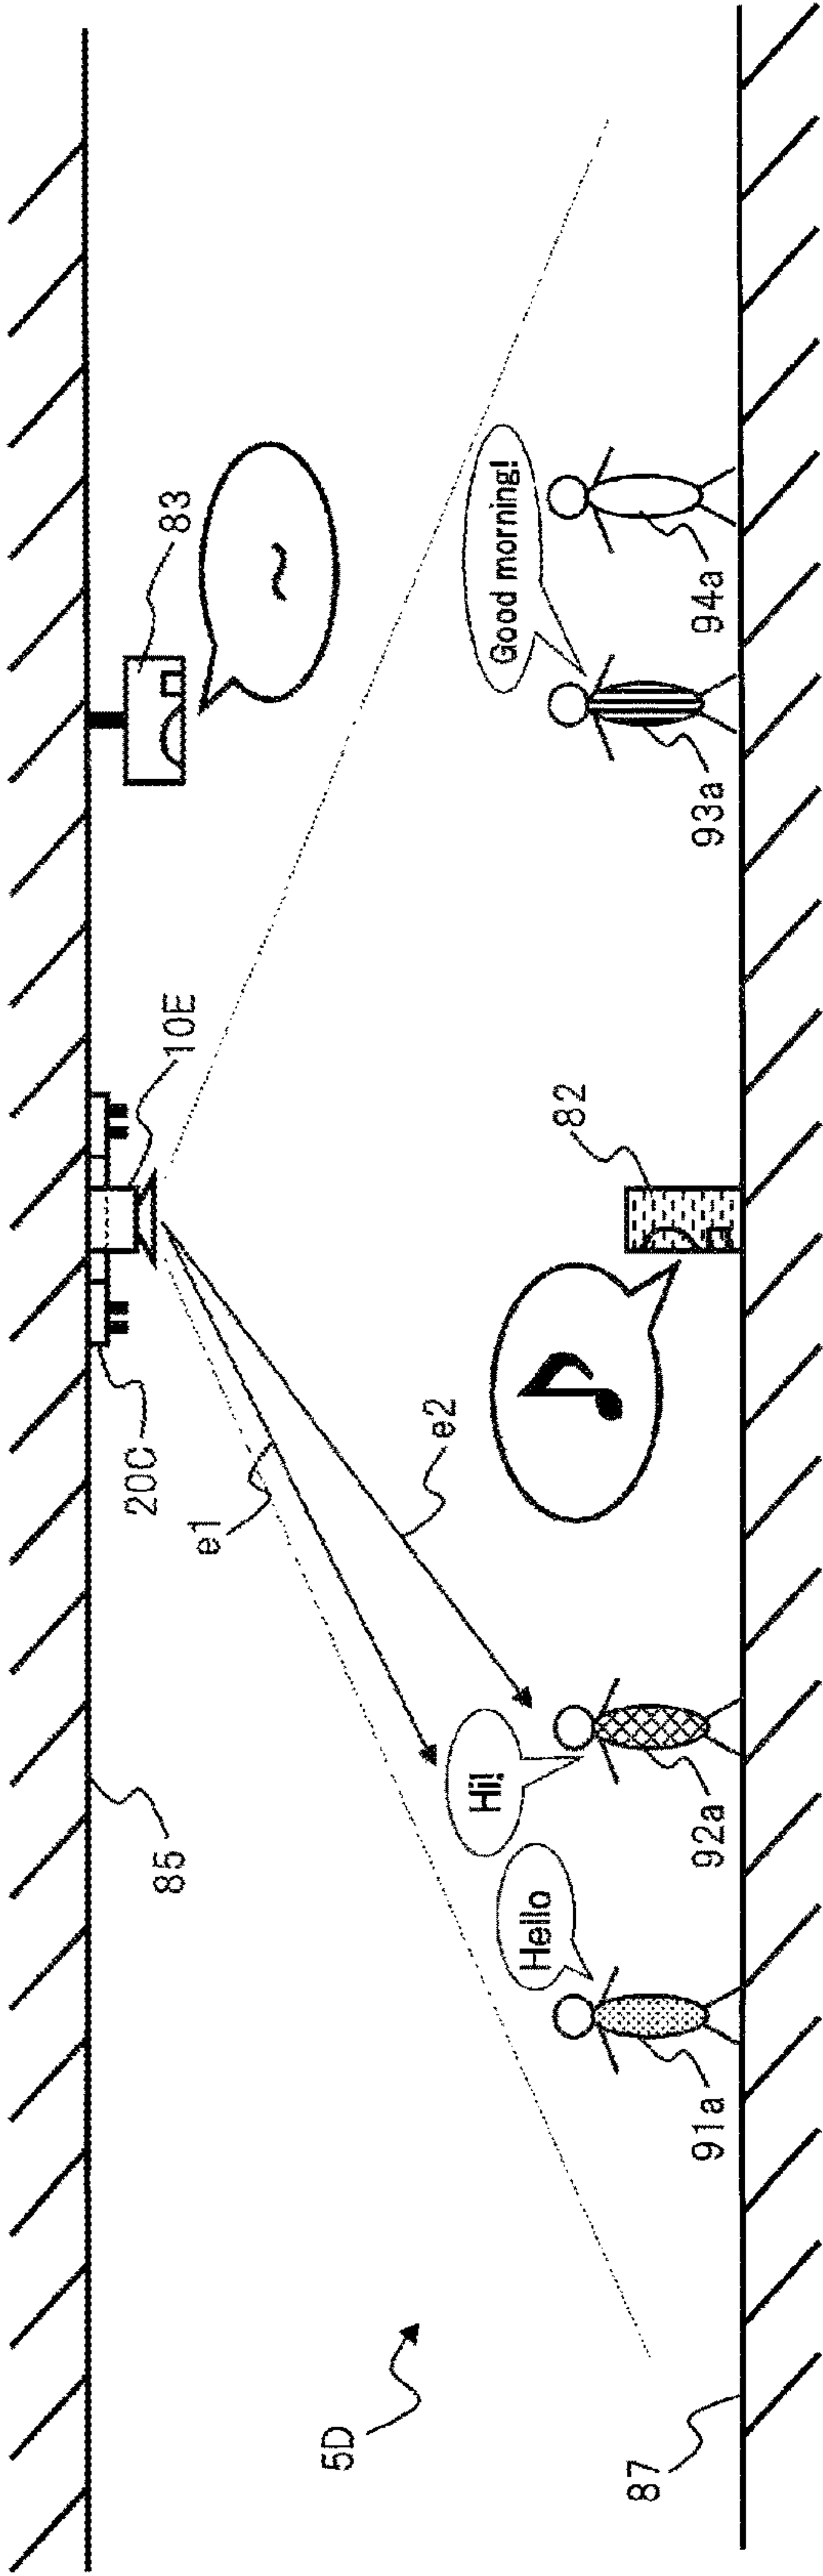 85
20C
10E
83
e1
5D
e2
Hi!
Good morning!
Hello
82
87
91a
92a
93a
94a